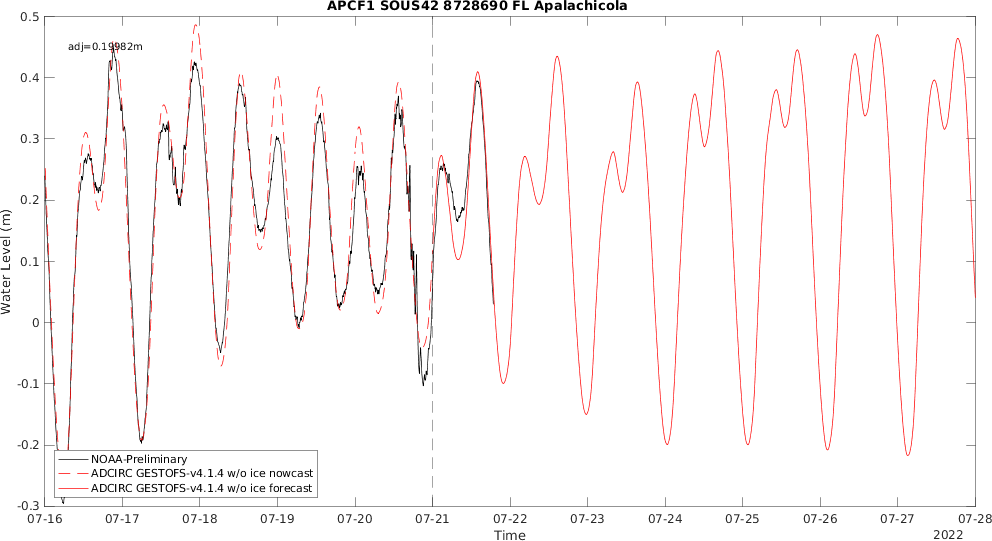 APCF1 SOUS42 8728690 FL Apalachicola
adj=0.19982m
0.5
0.4
0.3
0.2
0.1
0
-0.1
-0.2
-0.3
Water Level (m)
NOAA-Preliminary
ADCIRC GESTOFS-v4.1.4 w/o ice nowcast
ADCIRC GESTOFS-v4.1.4 w/o ice forecast
07-16 07-17 07-18 07-19 07-20 07-21 07-22 07-23 07-24 07-25 07-26 07-27 07-28
Time
2022